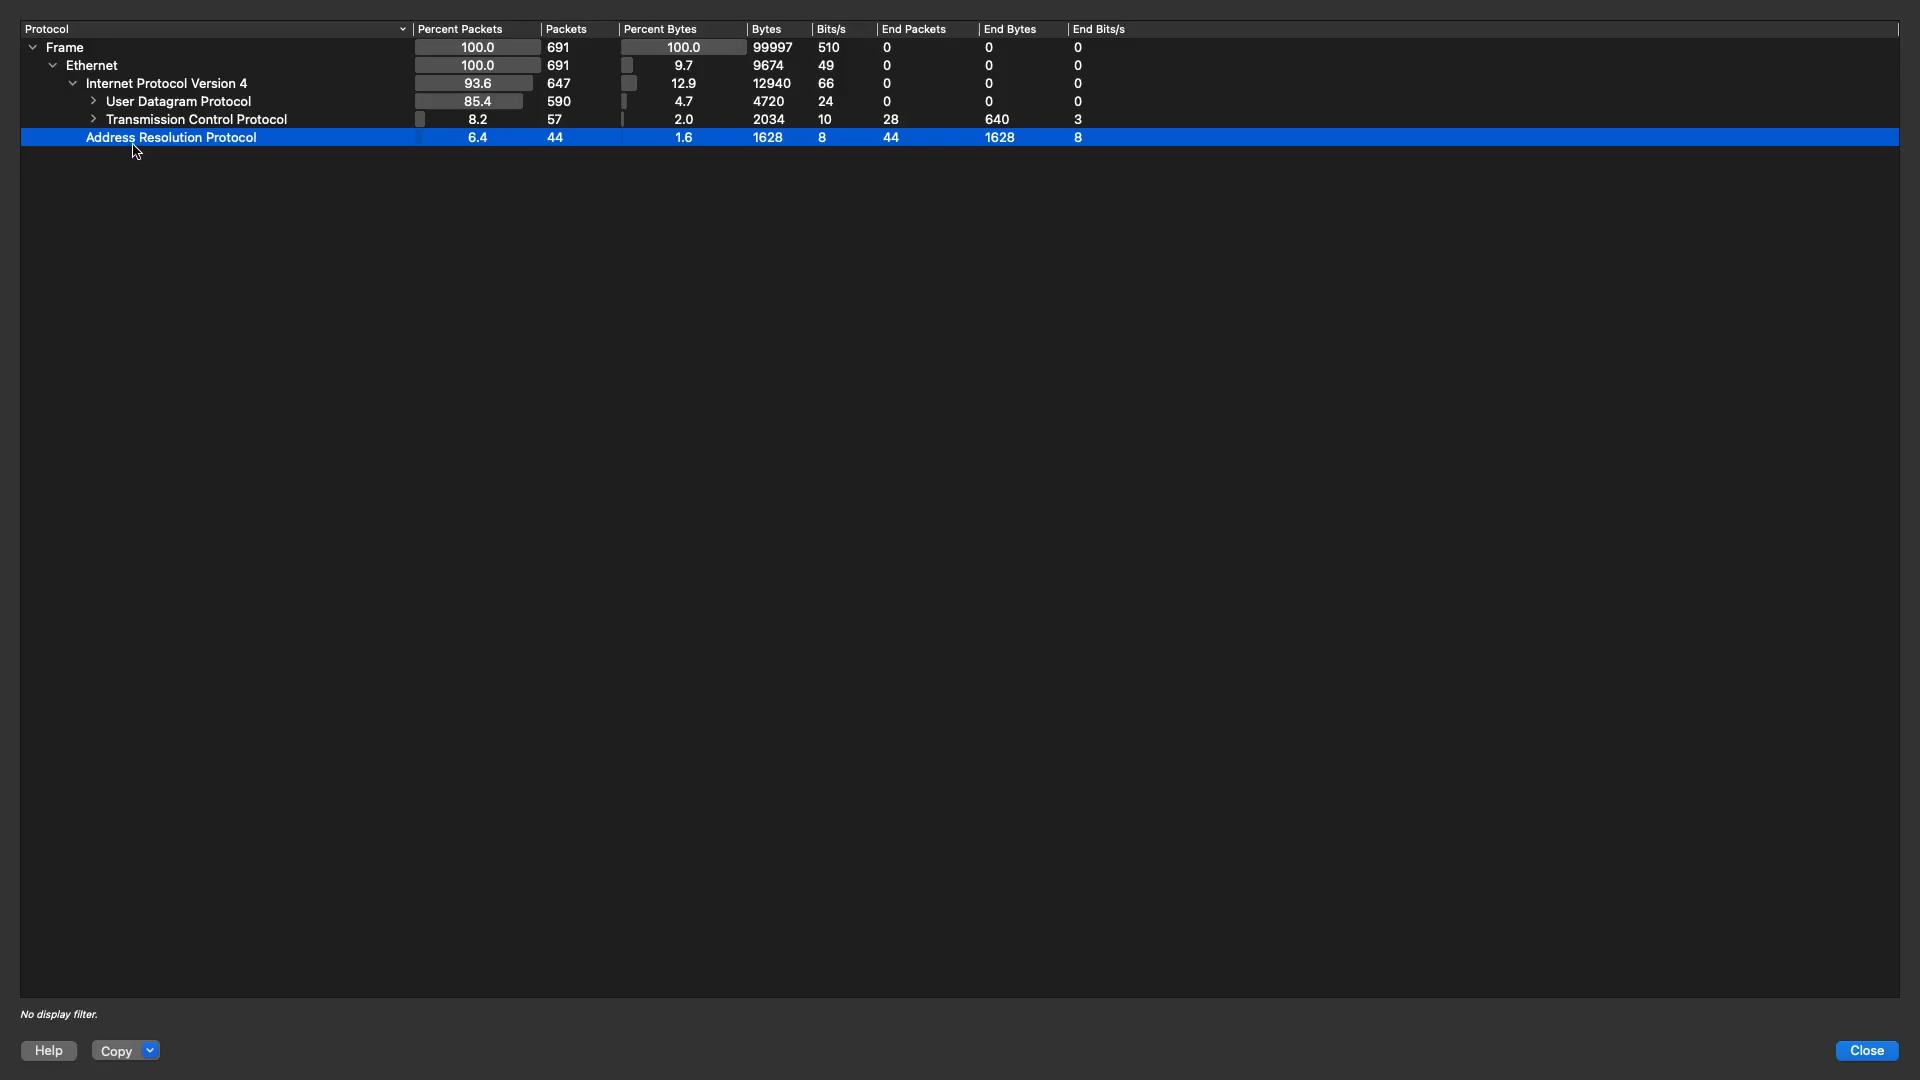 Protocol Percent Packets Packets Percent Bytes Bytes Bits/s End Packets End Bytes End Bits/s
Frame 100.0 691 100.0 99997 510 0 0 0
Ethernet 100.0 691 9.7 9674 49 0 0 0
Internet Protocol Version 4 93.6 647 12.9 12940 66 0 0 0
User Datagram Protocol 85.4 590 4.7 4720 24 0 0 0
Transmission Control Protocol 8.2 57 2.0 2034 10 28 640 3
Address Resolution Protocol 6.4 44 1.6 1628 8 44 1628 8
No display filter.
Help Copy Close